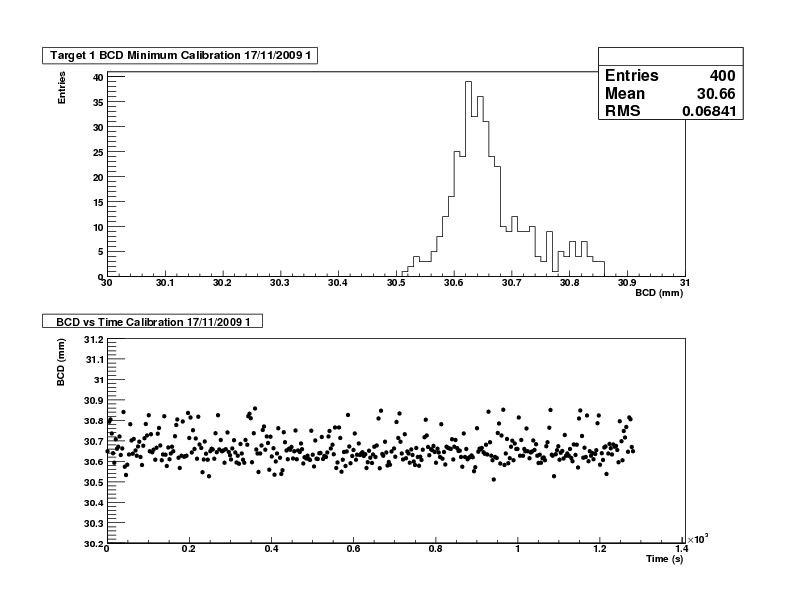 Target 1 BCD Minimum Calibration 17/11/2009 1
Entries 400
Mean 30.66
RMS 0.06841
Entries
40
35
30
25
20
15
10
5
0
30 30.1 30.2 30.3 30.4 30.5 30.6 30.7 30.8 30.9 31
BCD (mm)
BCD vs Time Calibration 17/11/2009 1
BCD (mm)
31.2
31.1
31
30.9
30.8
30.7
30.6
30.5
30.4
30.3
30.2
0 0.2 0.4 0.6 0.8 1 1.2 1.4
×10³
Time (s)